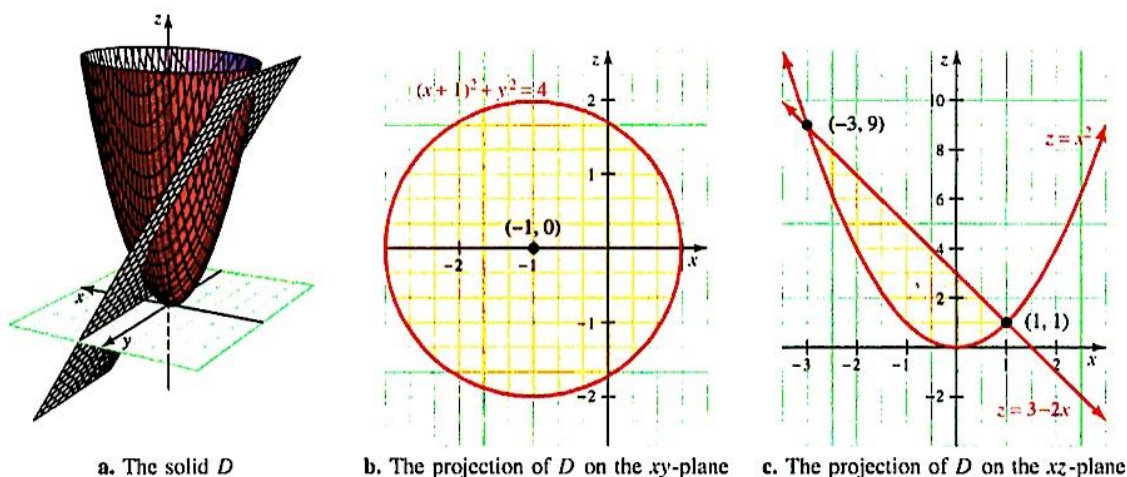 z
x
y
a. The solid D
z
(x + 1)² + y² = 4
2
1
(−1, 0)
−2
−1
x
−1
−2
b. The projection of D on the xy-plane
z
10
(−3, 9)
8
z = x²
6
4
2
(1, 1)
−3
−2
−1
2
x
−2
z = 3−2x
c. The projection of D on the xz-plane